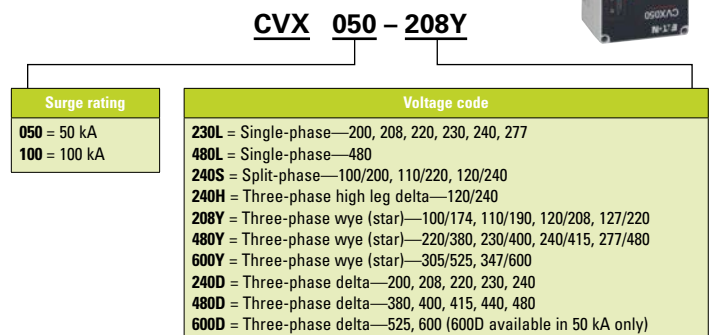 CVX 050 – 208Y
CVX050
Surge rating
050 = 50 kA
100 = 100 kA
Voltage code
230L = Single-phase—200, 208, 220, 230, 240, 277
480L = Single-phase—480
240S = Split-phase—100/200, 110/220, 120/240
240H = Three-phase high leg delta—120/240
208Y = Three-phase wye (star)—100/174, 110/190, 120/208, 127/220
480Y = Three-phase wye (star)—220/380, 230/400, 240/415, 277/480
600Y = Three-phase wye (star)—305/525, 347/600
240D = Three-phase delta—200, 208, 220, 230, 240
480D = Three-phase delta—380, 400, 415, 440, 480
600D = Three-phase delta—525, 600 (600D available in 50 kA only)